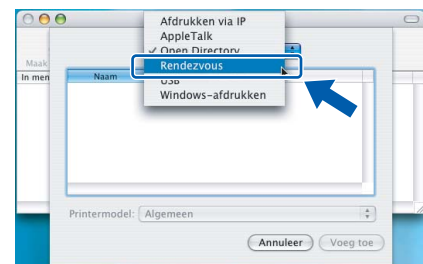 Afdrukken via IP
AppleTalk
✓ Open Directory
Rendezvous
USB
Windows-afdrukken
Maak
In men
Naam
Printermodel: Algemeen
Annuleer
Voeg toe